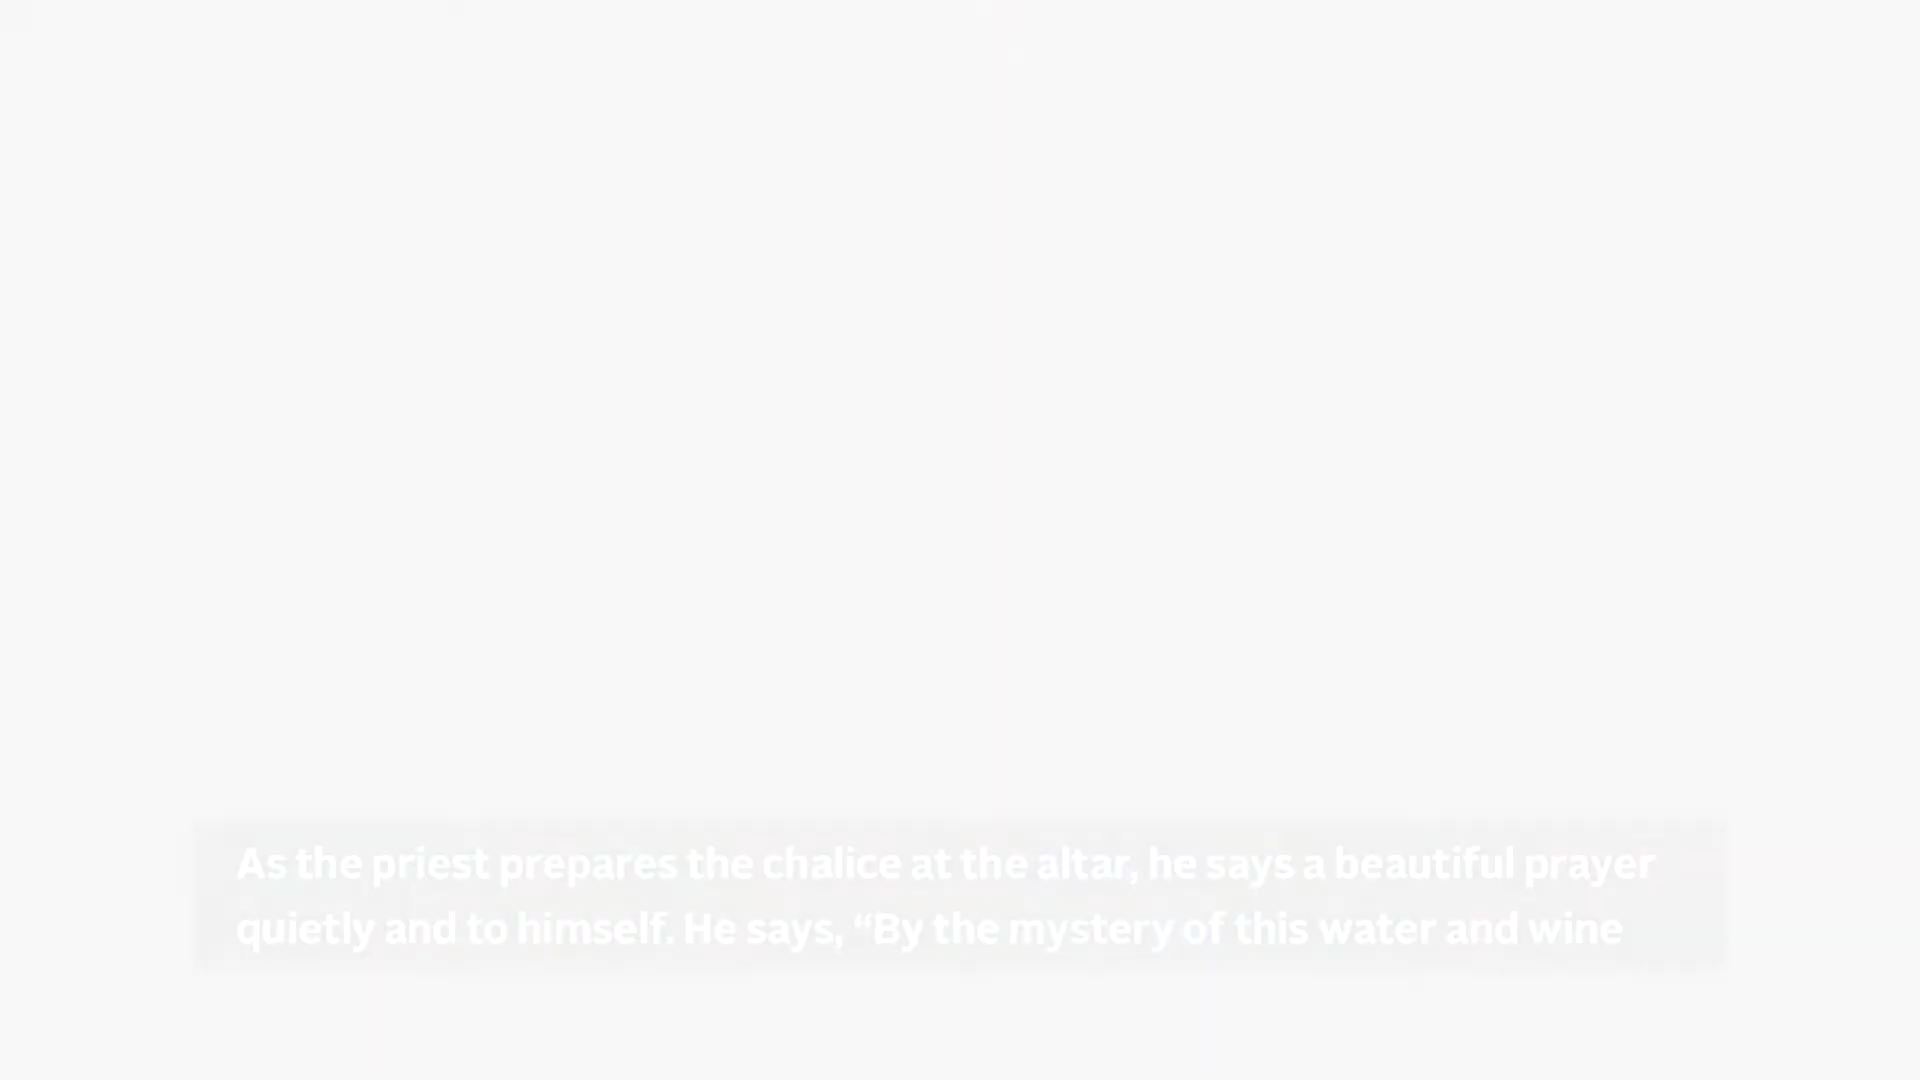 As the priest prepares the chalice at the altar, he says a beautiful prayer
quietly and to himself. He says, “By the mystery of this water and wine